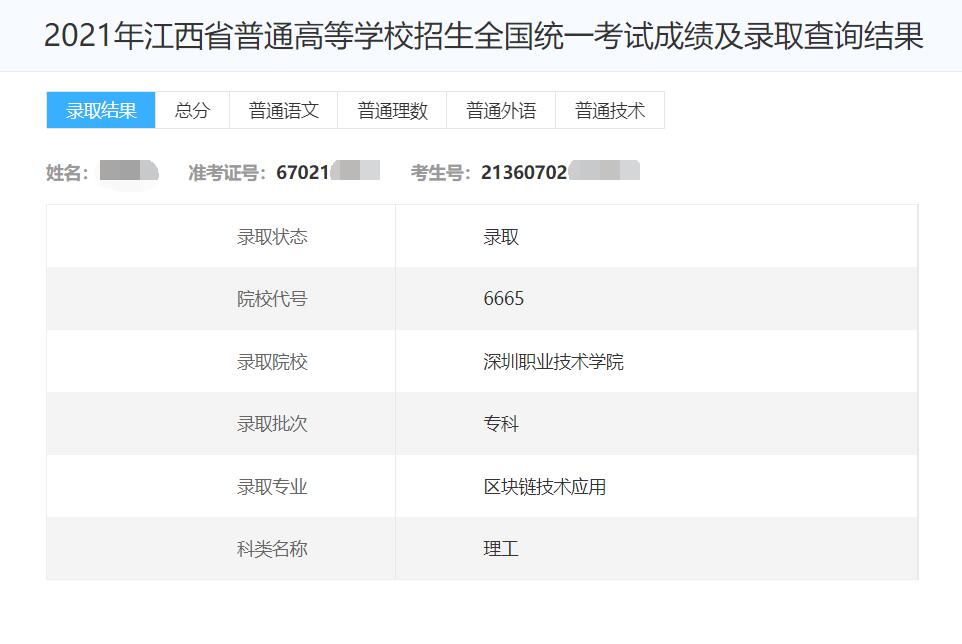 2021年江西省普通高等学校招生全国统一考试成绩及录取查询结果
录取结果 总分 普通语文 普通理数 普通外语 普通技术
姓名: 准考证号: 67021 考生号: 21360702
录取状态 录取
院校代号 6665
录取院校 深圳职业技术学院
录取批次 专科
录取专业 区块链技术应用
科类名称 理工